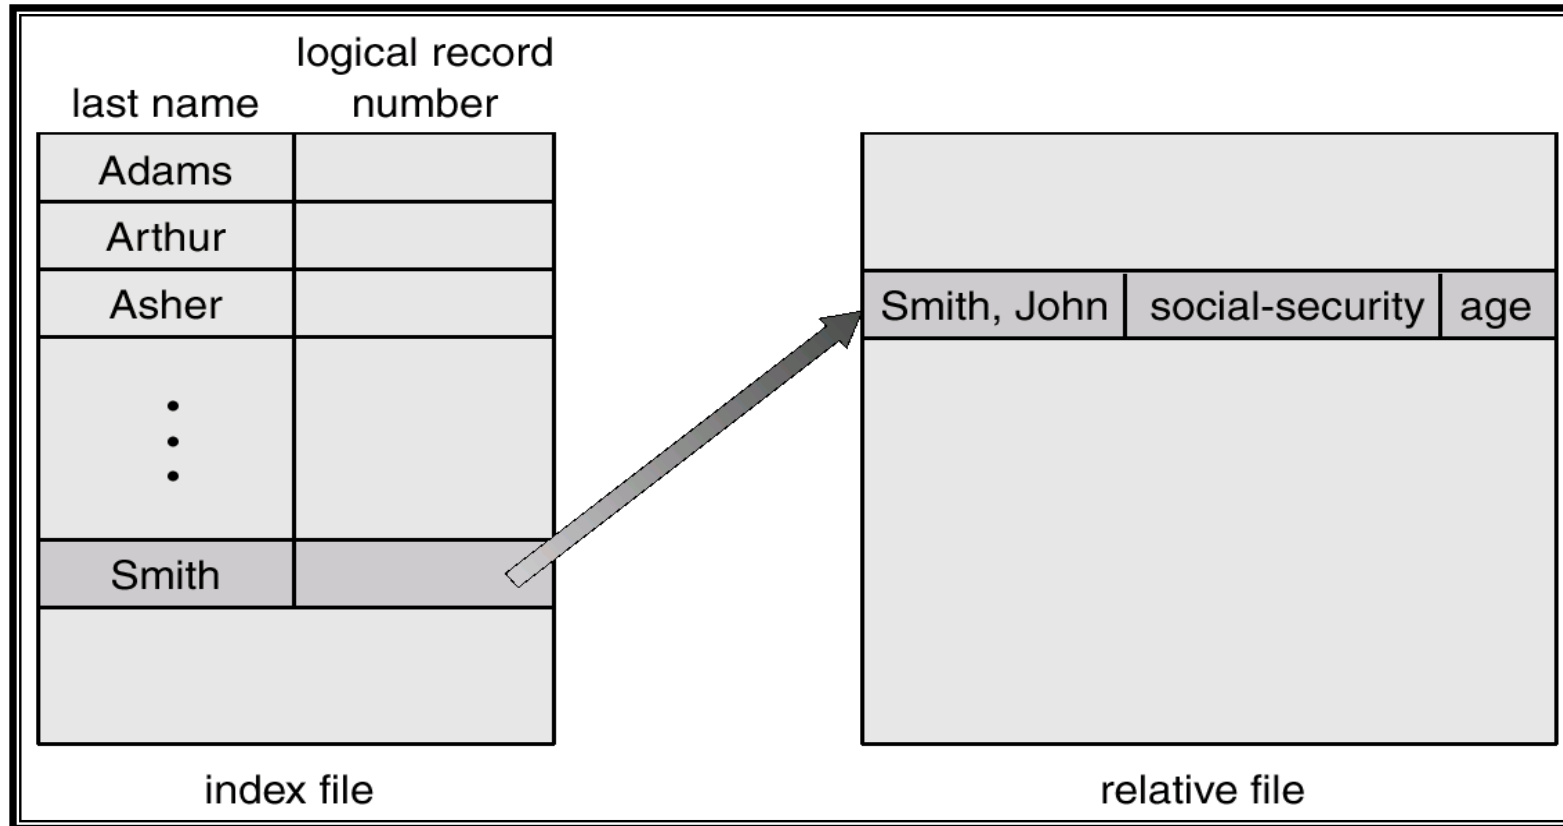 logical record
last name number
Adams
Arthur
Asher
Smith
Smith, John social-security age
index file
relative file